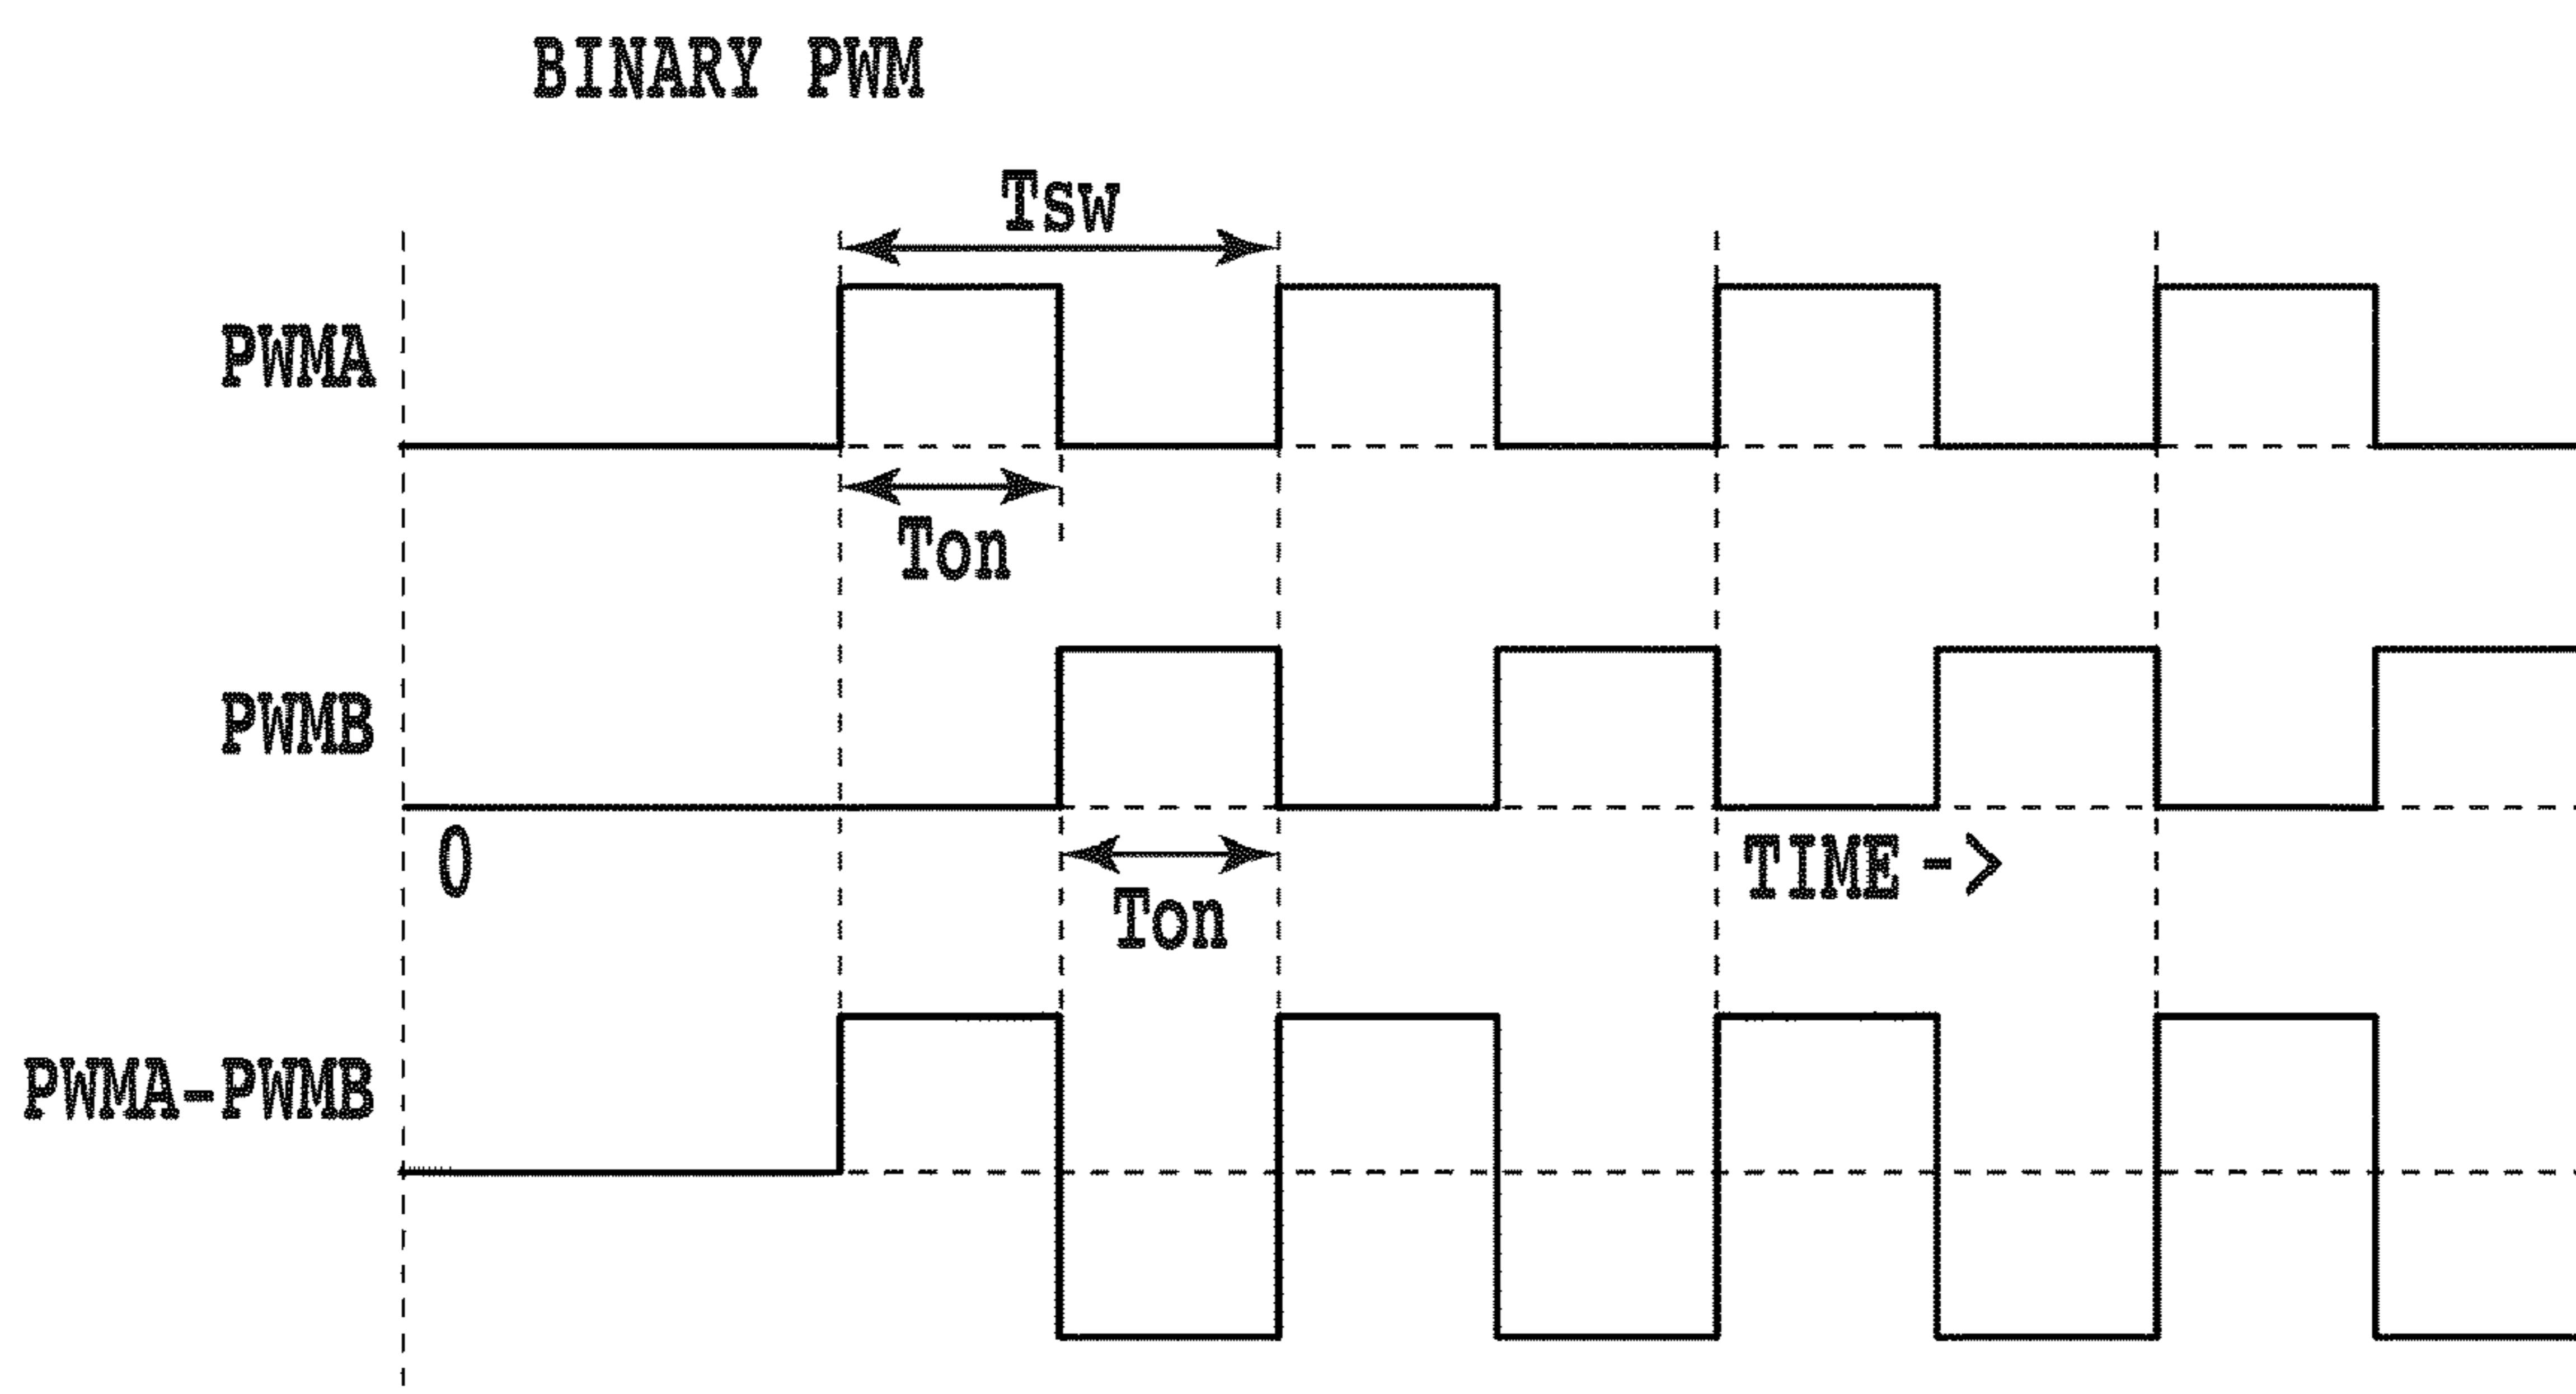 BINARY PWM
Tsw
PWMA
Ton
PWMB
0
TIME ->
Ton
PWMA-PWMB